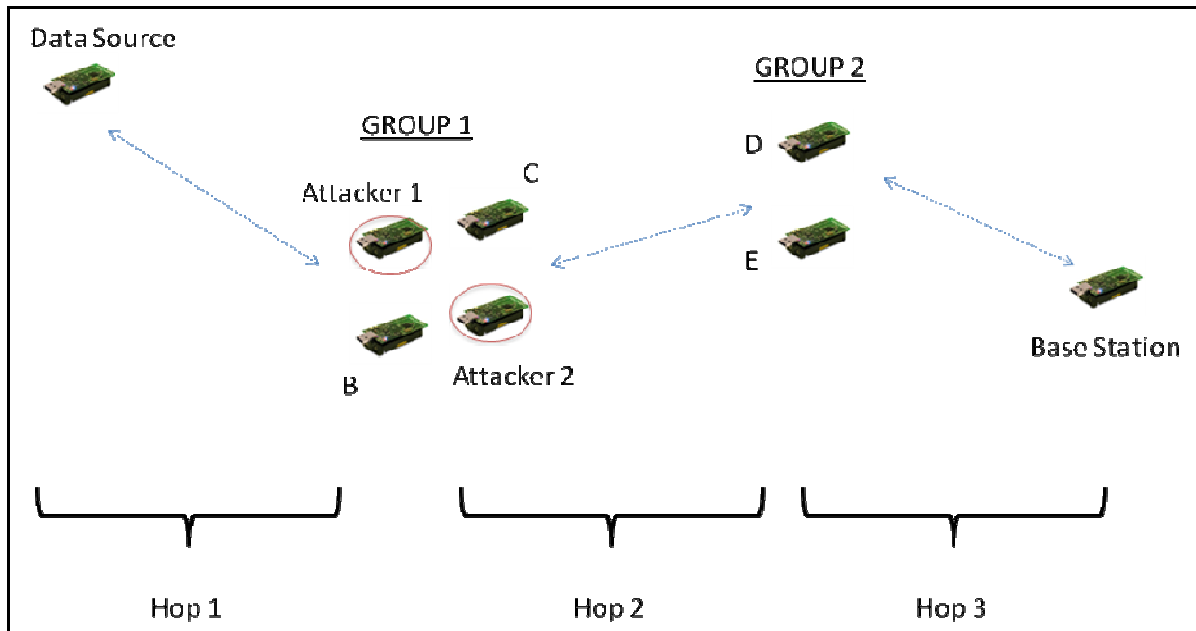 Data Source
GROUP 2
GROUP 1
D
C
Attacker 1
E
Base Station
B
Attacker 2
Hop 1
Hop 2
Hop 3